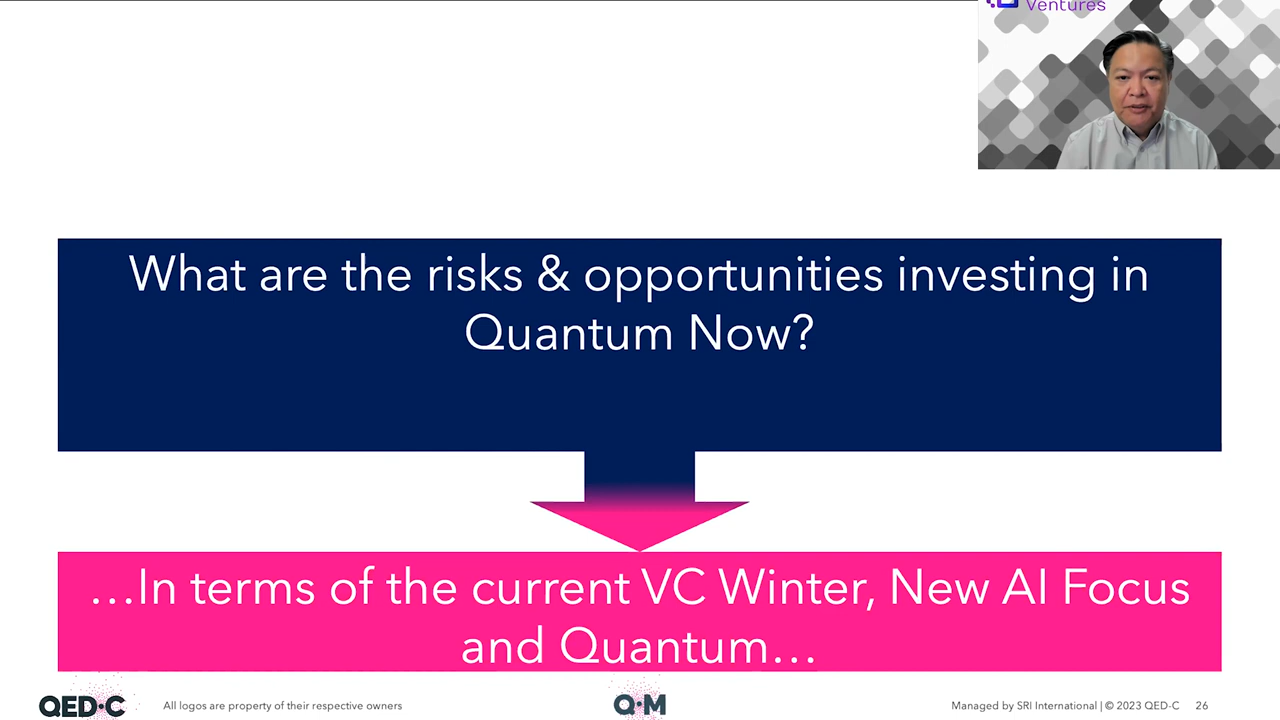 Ventures
What are the risks & opportunities investing in
Quantum Now?
…In terms of the current VC Winter, New AI Focus
and Quantum…
QED·C
All logos are property of their respective owners
Q·M
Managed by SRI International | © 2023 QED-C 26